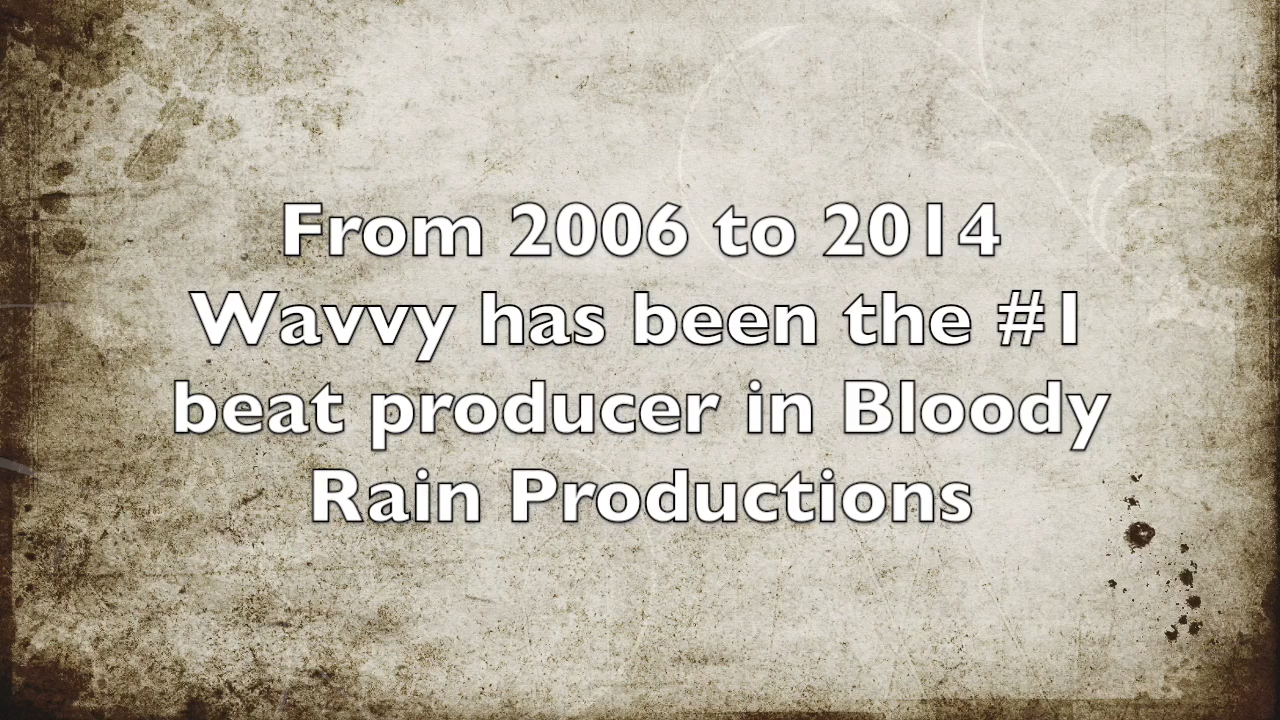 From 2006 to 2014
Wavvy has been the #1
beat producer in Bloody
Rain Productions